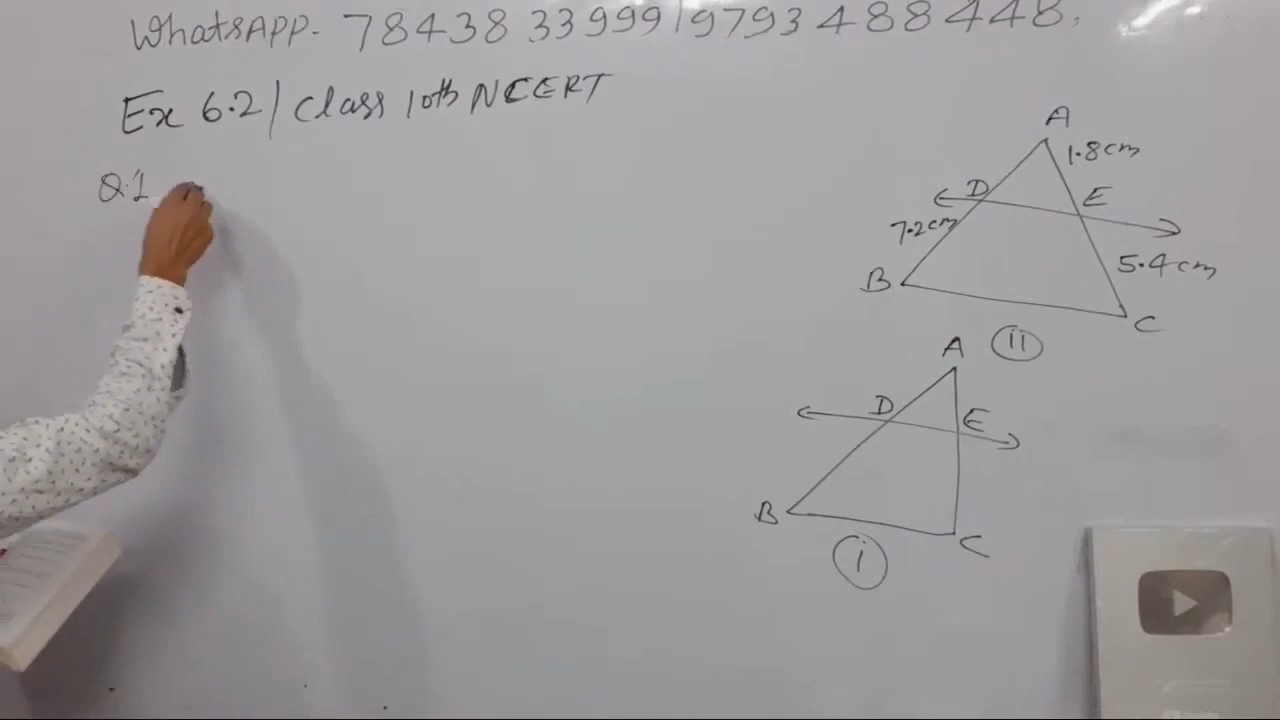 WhatsAPP. 78438 33999/9793488448,
Ex 6.2/ Class 10th NCERT
Q.1
A
1.8cm
D
E
7.2cm
5.4cm
B
C
ii
A
D
E
B
C
i